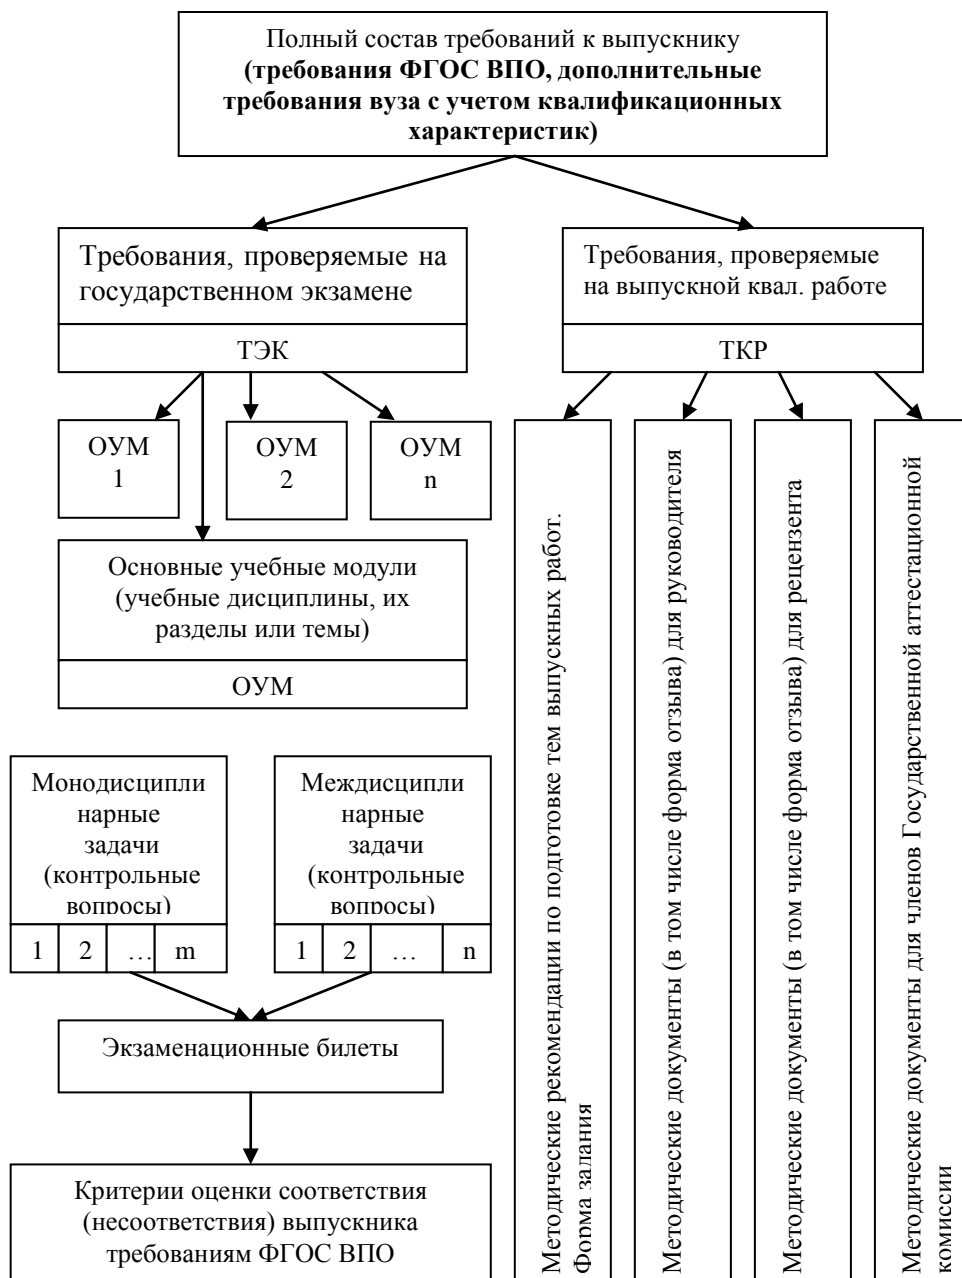 Полный состав требований к выпускнику
(требования ФГОС ВПО, дополнительные
требования вуза с учетом квалификационных
характеристик)
Требования, проверяемые на
государственном экзамене
ТЭК
Требования, проверяемые
на выпускной квал. работе
ТКР
ОУМ
1
ОУМ
2
ОУМ
n
Основные учебные модули
(учебные дисциплины, их
разделы или темы)
ОУМ
Монодисципли
нарные
задачи
(контрольные
вопросы)
1 2 … m
Междисципли
нарные
задачи
(контрольные
вопросы)
1 2 … n
Экзаменационные билеты
Критерии оценки соответствия
(несоответствия) выпускника
требованиям ФГОС ВПО
Методические рекомендации по подготовке тем выпускных работ.
Форма залания
Методические документы (в том числе форма отзыва) для руководителя
Методические документы (в том числе форма отзыва) для рецензента
Методические документы для членов Государственной аттестационной
комиссии